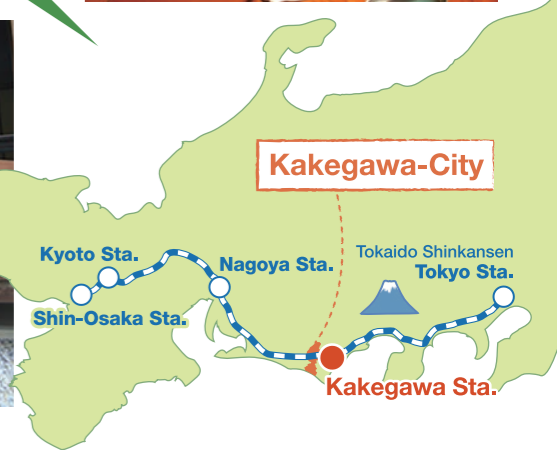 Kakegawa-City
Kyoto Sta.
Nagoya Sta.
Tokaido Shinkansen
Tokyo Sta.
Shin-Osaka Sta.
Kakegawa Sta.